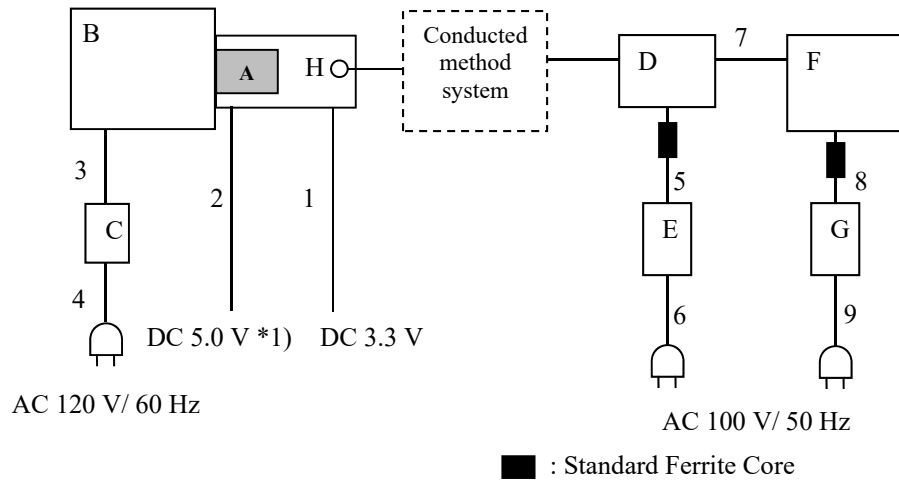 B
A
H
Conducted
method
system
D
7
F
3
2
1
5
8
C
E
G
4
6
9
DC 5.0 V *1)
DC 3.3 V
AC 120 V/ 60 Hz
AC 100 V/ 50 Hz
: Standard Ferrite Core